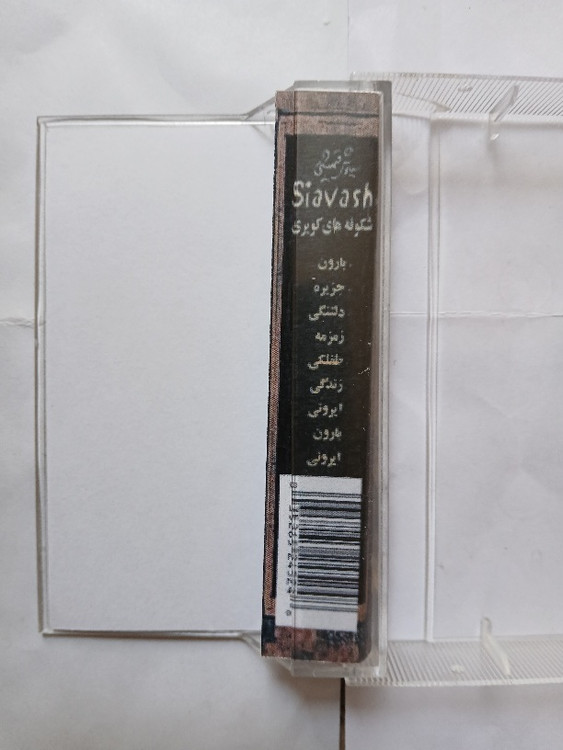 سیاوش قمیشی
Siavash
شکوفه های کویری
بارون
جزیره
دلتنگی
زمزمه
طفلکی
زندگی
ایرونی
بارون
ایرونی